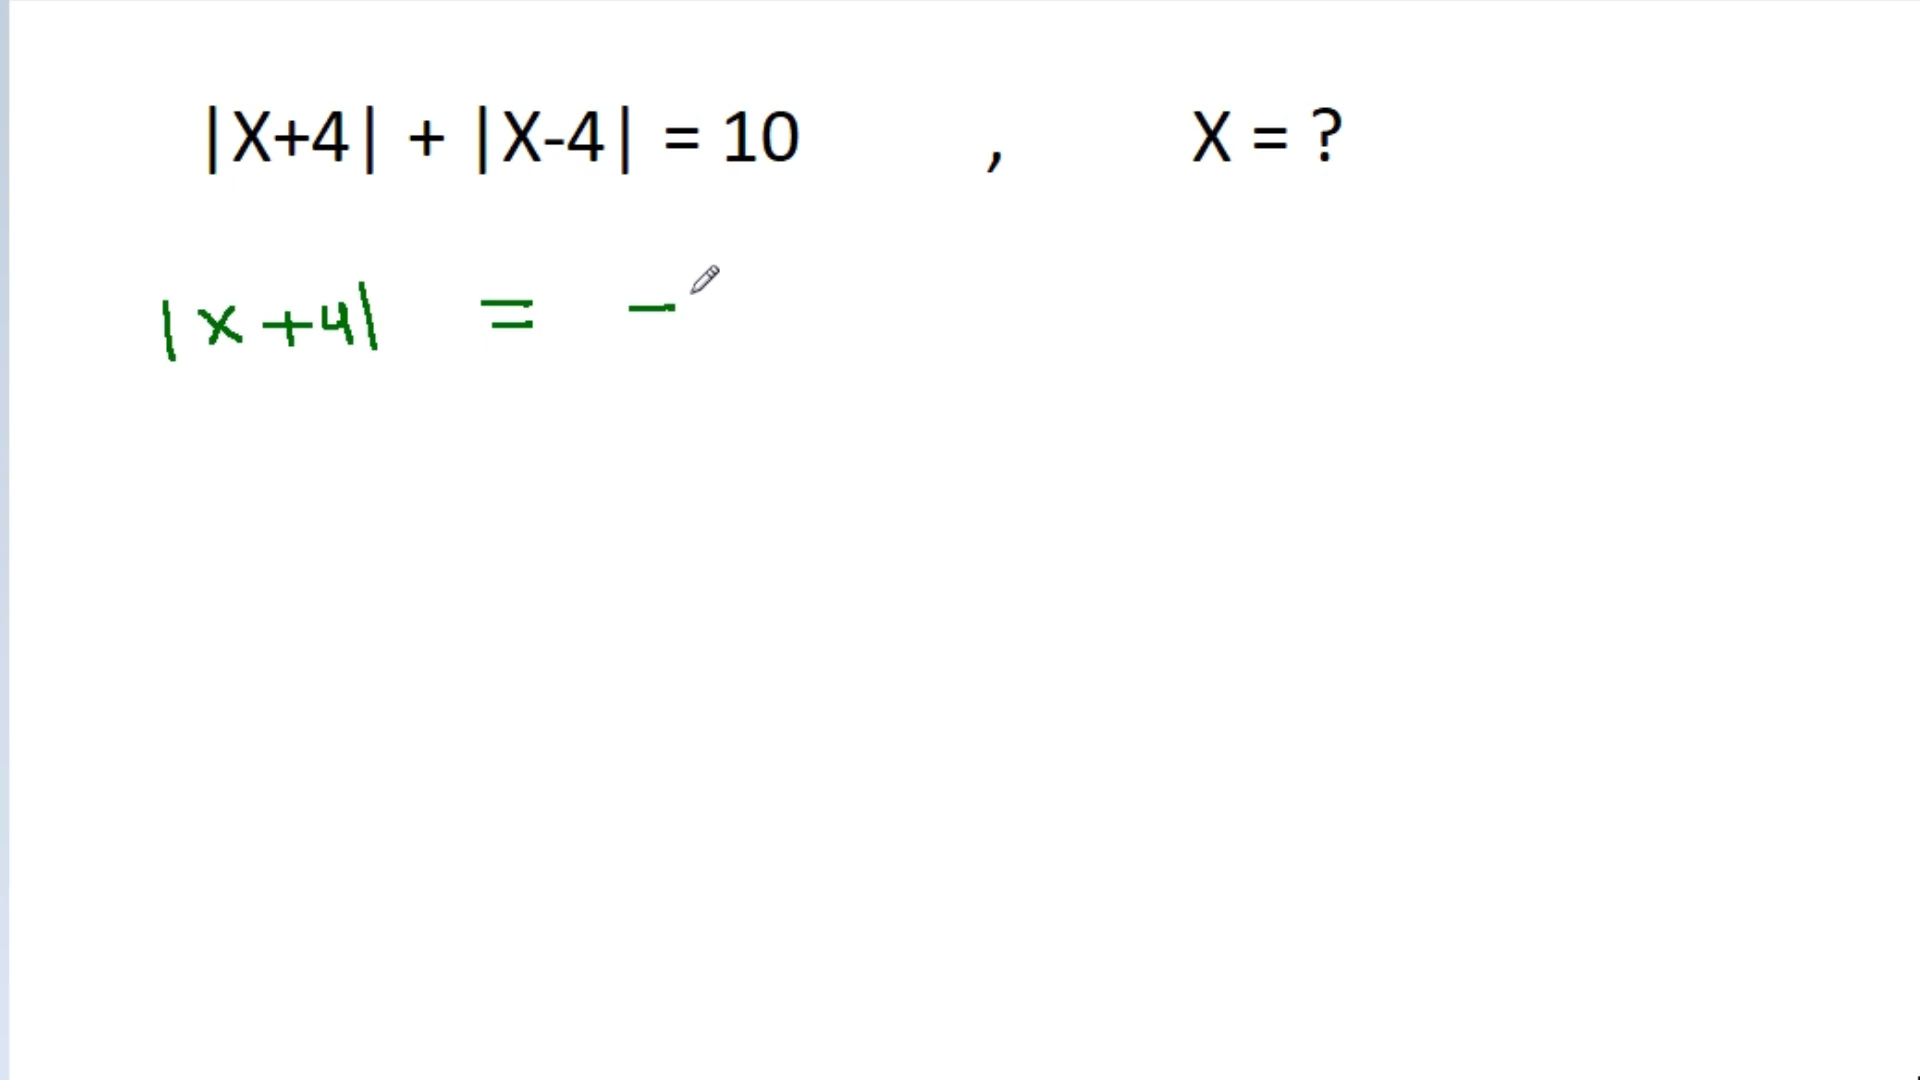 |X+4| + |X-4| = 10 , X = ?
|x+4| = -